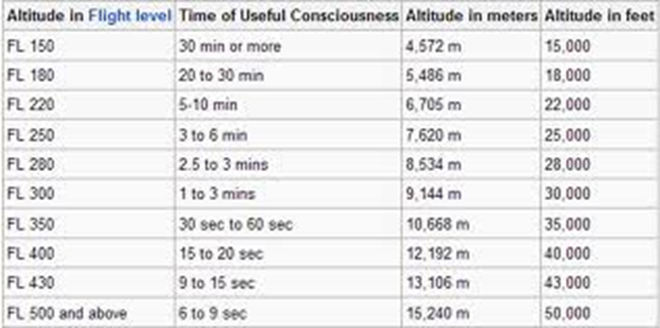 Altitude in Flight level Time of Useful Consciousness Altitude in meters Altitude in feet
FL 150 30 min or more 4,572 m 15,000
FL 180 20 to 30 min 5,486 m 18,000
FL 220 5-10 min 6,705 m 22,000
FL 250 3 to 6 min 7,620 m 25,000
FL 280 2.5 to 3 mins 8,534 m 28,000
FL 300 1 to 3 mins 9,144 m 30,000
FL 350 30 sec to 60 sec 10,668 m 35,000
FL 400 15 to 20 sec 12,192 m 40,000
FL 430 9 to 15 sec 13,106 m 43,000
FL 500 and above 6 to 9 sec 15,240 m 50,000